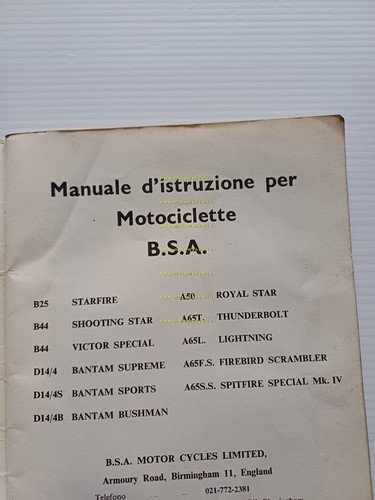 Manuale d'istruzione per
Motociclette
B.S.A.
B25 STARFIRE A50 ROYAL STAR
B44 SHOOTING STAR A65T. THUNDERBOLT
B44 VICTOR SPECIAL A65L. LIGHTNING
D14/4 BANTAM SUPREME A65F.S. FIREBIRD SCRAMBLER
D14/4S BANTAM SPORTS A65S.S. SPITFIRE SPECIAL Mk. IV
D14/4B BANTAM BUSHMAN
B.S.A. MOTOR CYCLES LIMITED,
Armoury Road, Birmingham 11, England
Telefono ... .. 021-772-2381